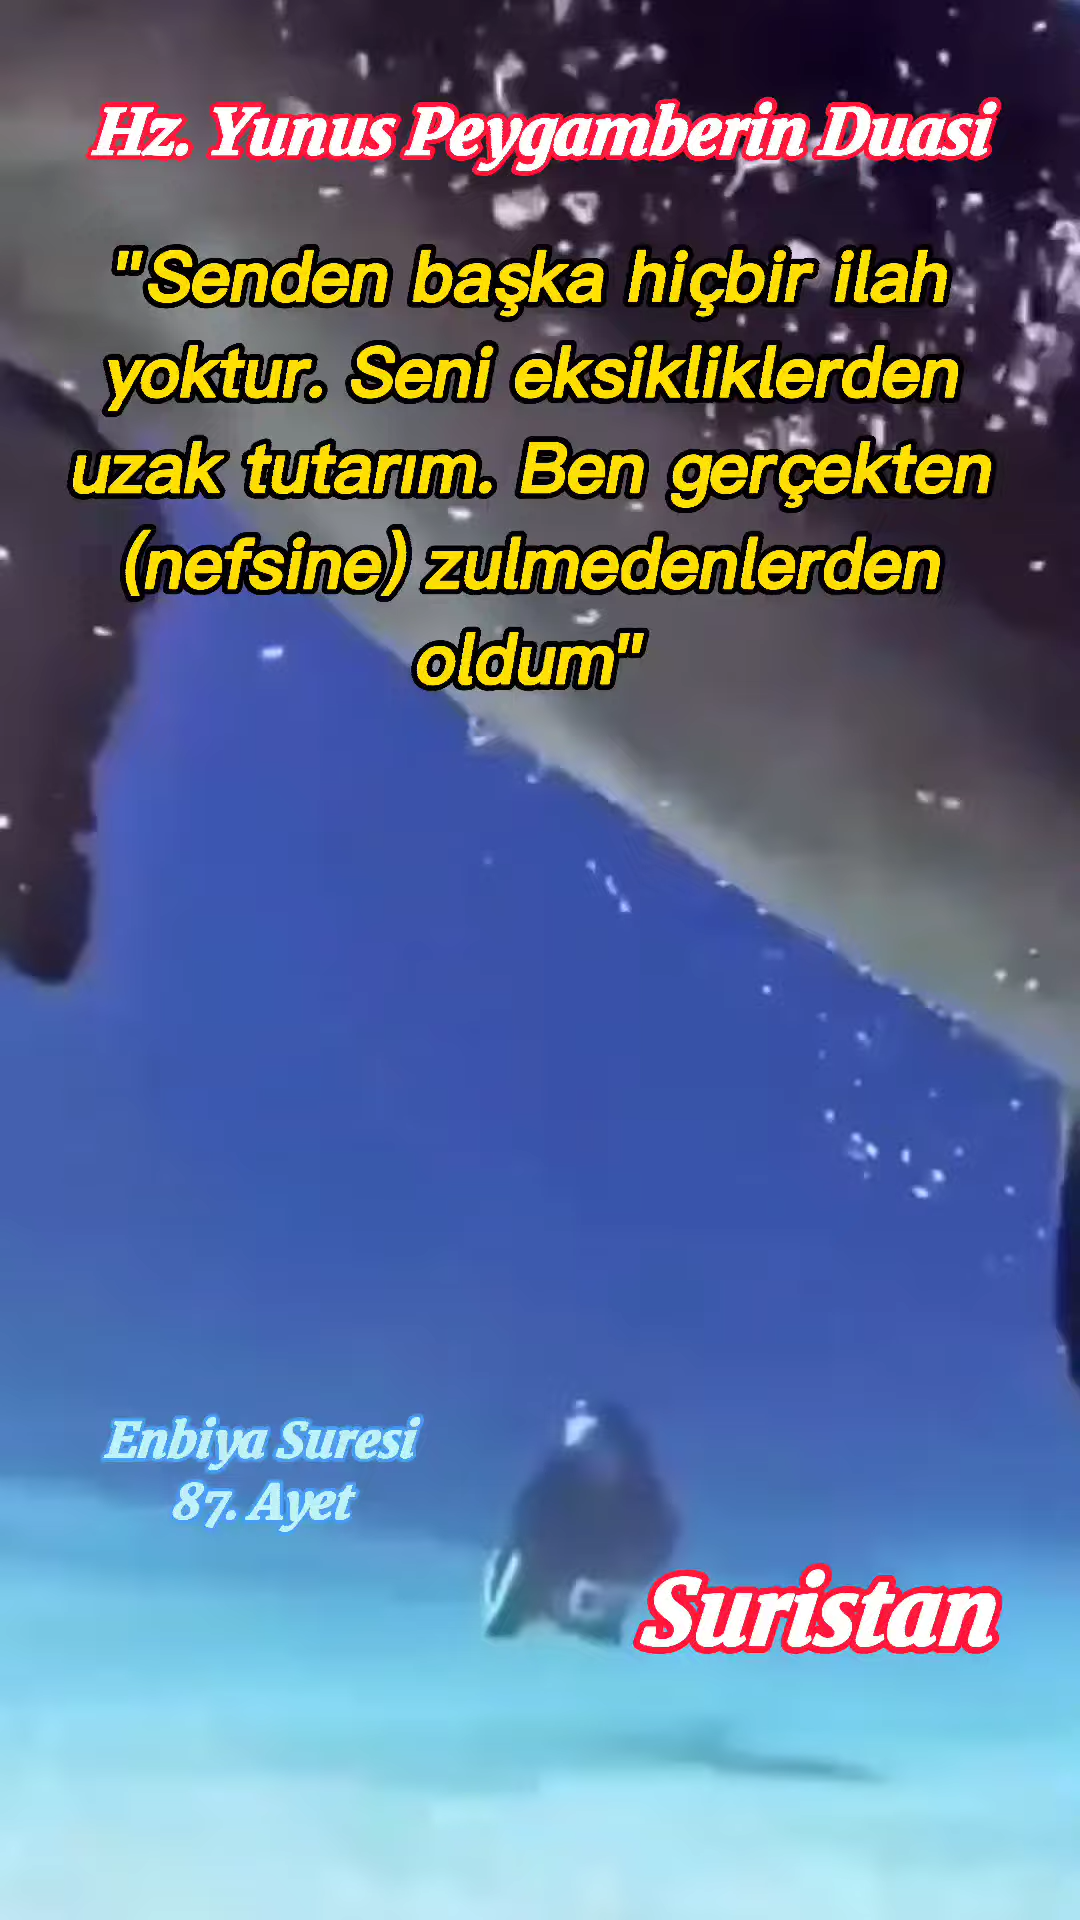 Hz. Yunus Peygamberin Duasi
"Senden başka hiçbir ilah
yoktur. Seni eksikliklerden
uzak tutarım. Ben gerçekten
(nefsine) zulmedenlerden
oldum"
Enbiya Suresi
87. Ayet
Suristan